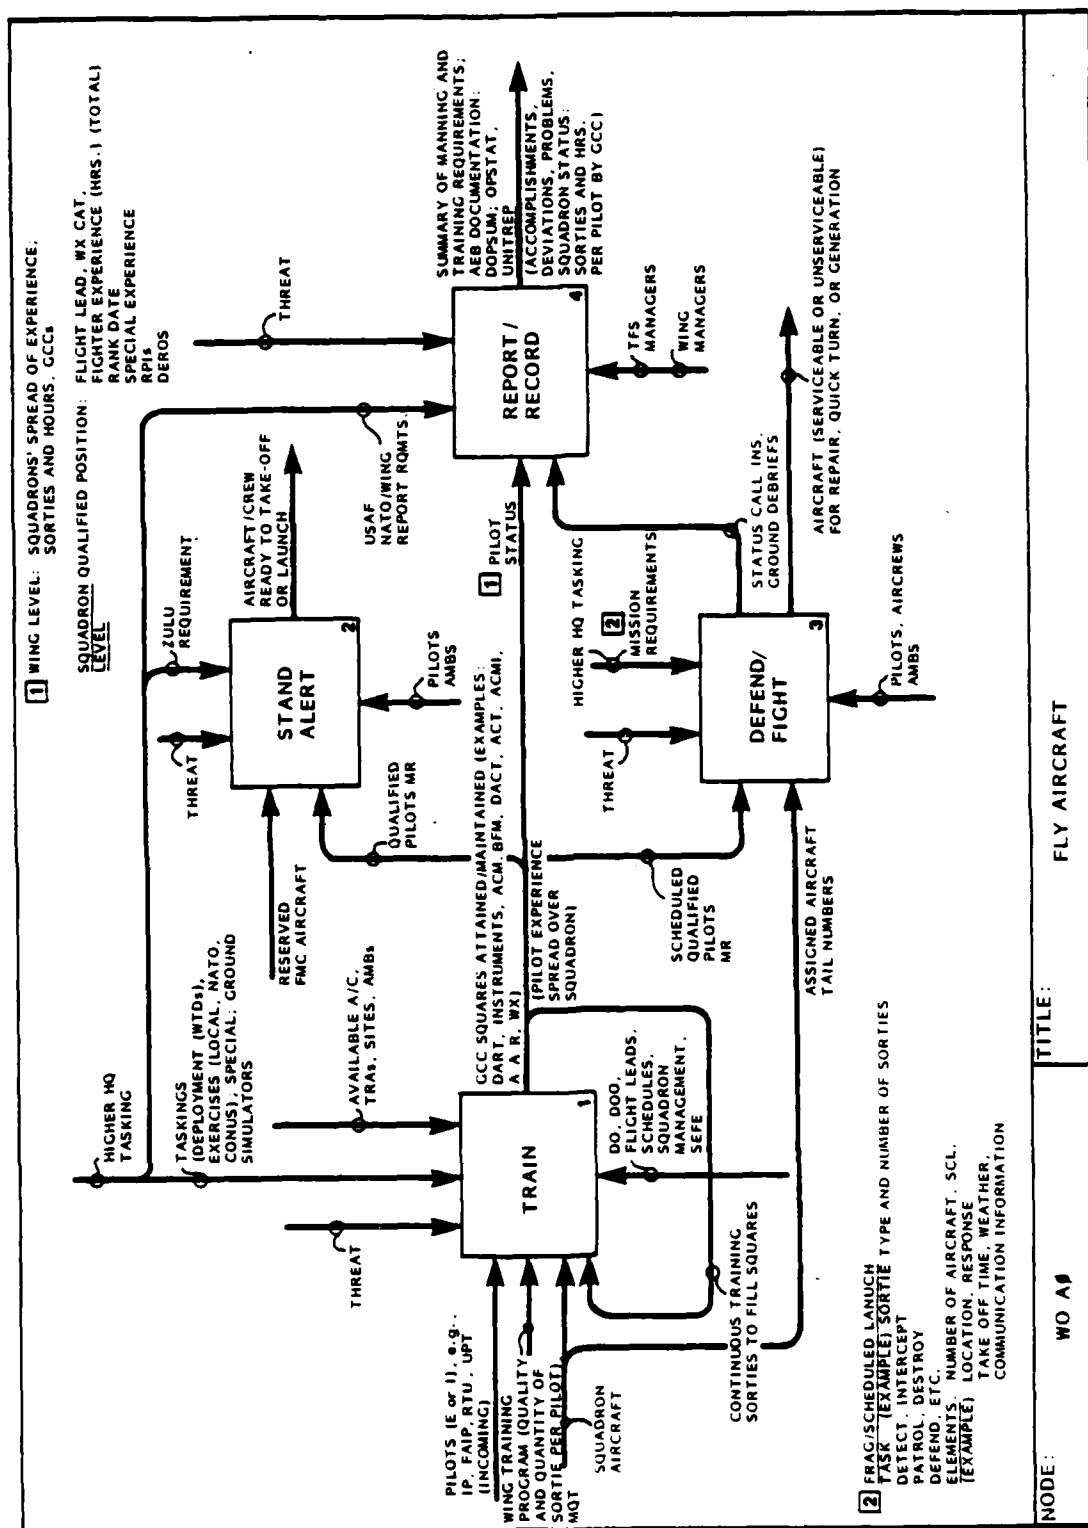 1 WING LEVEL: SQUADRONS' SPREAD OF EXPERIENCE;
SORTIES AND HOURS, GCCs
SQUADRON QUALIFIED POSITION:
LEVEL
FLIGHT LEAD, WX CAT,
FIGHTER EXPERIENCE (HRS.) (TOTAL)
RANK DATE
SPECIAL EXPERIENCE
RPIs
DEROS
HIGHER HQ
TASKING
TASKINGS
(DEPLOYMENT (WTDs),
EXERCISES (LOCAL, NATO,
CONUS), SPECIAL; GROUND
SIMULATORS
THREAT
AVAILABLE A/C,
TRAs, SITES, AMBs
PILOTS (E or I), e.g.,
IP, FAIP, RTU, UPT
(INCOMING)
WING TRAINING
PROGRAM (QUALITY
AND QUANTITY OF
SORTIE PER PILOT)
MQT
SQUADRON
AIRCRAFT
TRAIN
1
DO, DOO,
FLIGHT LEADS,
SCHEDULES,
SQUADRON
MANAGEMENT,
SEFE
CONTINUOUS TRAINING
SORTIES TO FILL SQUARES
GCC SQUARES ATTAINED/MAINTAINED (EXAMPLES:
DART, INSTRUMENTS, ACM, BFM, DACT, ACT, ACMI,
A A R, WX)
(PILOT EXPERIENCE
SPREAD OVER
SQUADRON)
1 PILOT
STATUS
THREAT
ZULU
REQUIREMENT
RESERVED
FMC AIRCRAFT
QUALIFIED
PILOTS MR
STAND
ALERT
2
PILOTS
AMBS
AIRCRAFT/CREW
READY TO TAKE-OFF
OR LAUNCH
USAF
NATO/WING
REPORT RQMTS.
THREAT
REPORT/
RECORD
4
TFS
MANAGERS
WING
MANAGERS
SUMMARY OF MANNING AND
TRAINING REQUIREMENTS;
AEB DOCUMENTATION;
DOPSUM; OPSTAT,
UNITREP
(ACCOMPLISHMENTS,
DEVIATIONS, PROBLEMS,
SQUADRON STATUS;
SORTIES AND HRS.
PER PILOT BY GCC)
THREAT
HIGHER HQ TASKING
2 MISSION
REQUIREMENTS
SCHEDULED
QUALIFIED
PILOTS
MR
ASSIGNED AIRCRAFT
TAIL NUMBERS
DEFEND/
FIGHT
3
PILOTS, AIRCREWS
AMBS
STATUS CALL INS,
GROUND DEBRIEFS
AIRCRAFT (SERVICEABLE OR UNSERVICEABLE)
FOR REPAIR, QUICK TURN, OR GENERATION
2 FRAG/SCHEDULED LANUCH
TASK (EXAMPLE) SORTIE TYPE AND NUMBER OF SORTIES
DETECT, INTERCEPT
PATROL, DESTROY
DEFEND, ETC.
ELEMENTS: NUMBER OF AIRCRAFT, SCL,
(EXAMPLE) LOCATION, RESPONSE
TAKE OFF TIME, WEATHER,
COMMUNICATION INFORMATION
NODE: WO AØ
TITLE: FLY AIRCRAFT